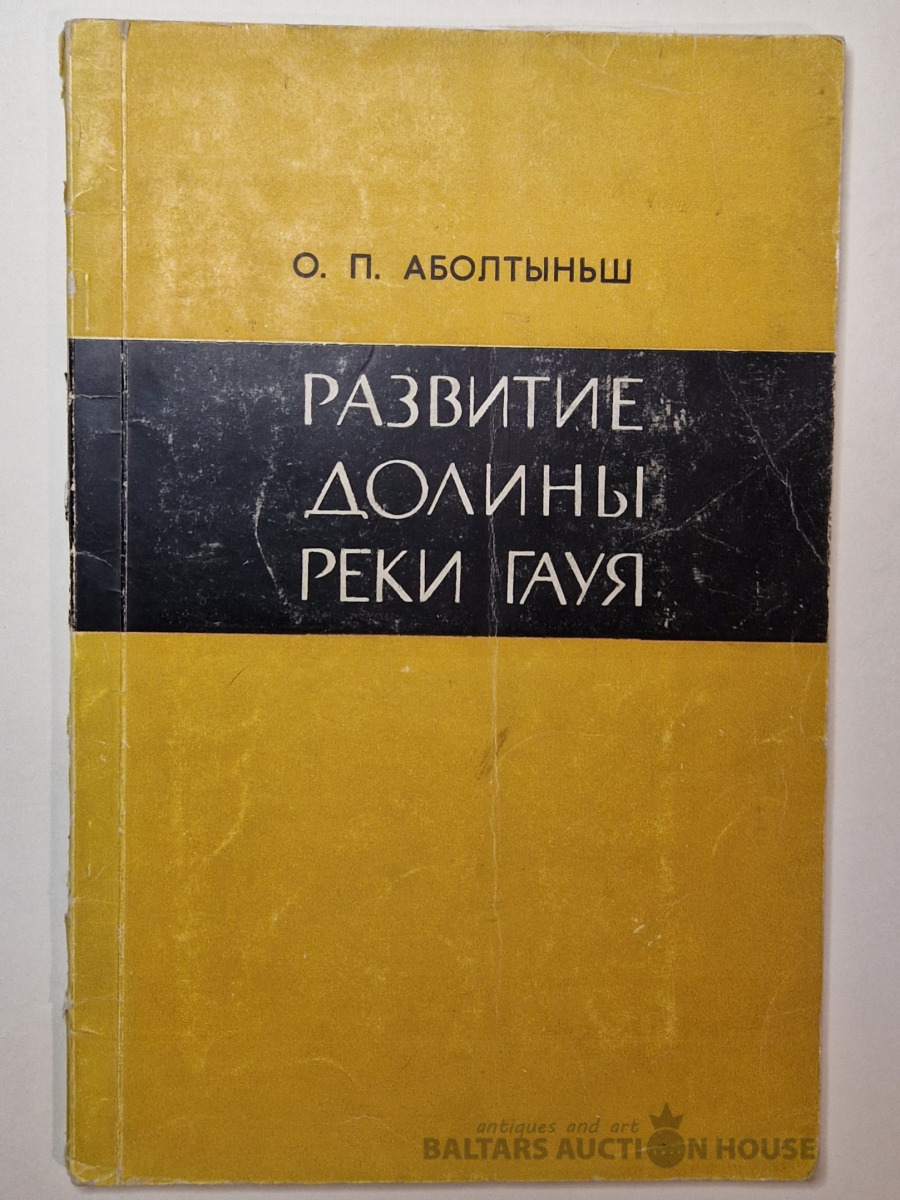 О. П. АБОЛТЫНЬШ
РАЗВИТИЕ
ДОЛИНЫ
РЕКИ ГАУЯ
antiques and art
BALTARS AUCTION HOUSE